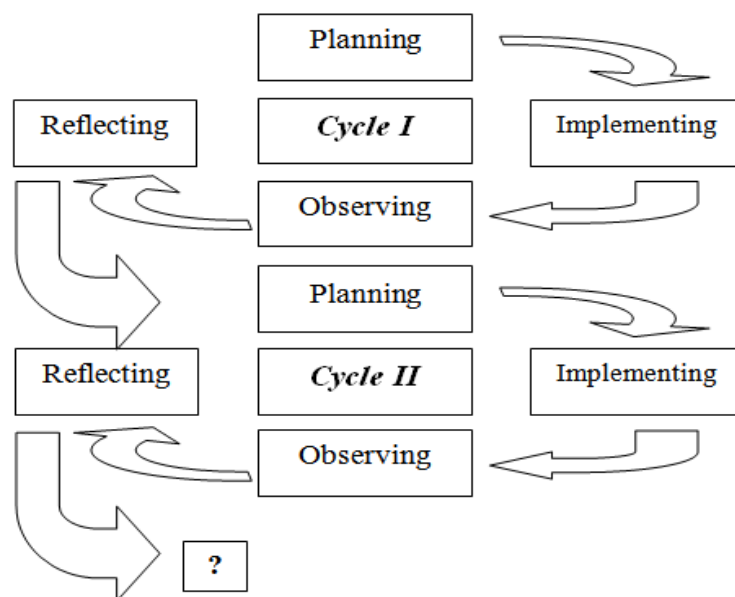 Planning
Reflecting
Cycle I
Implementing
Observing
Planning
Reflecting
Cycle II
Implementing
Observing
?